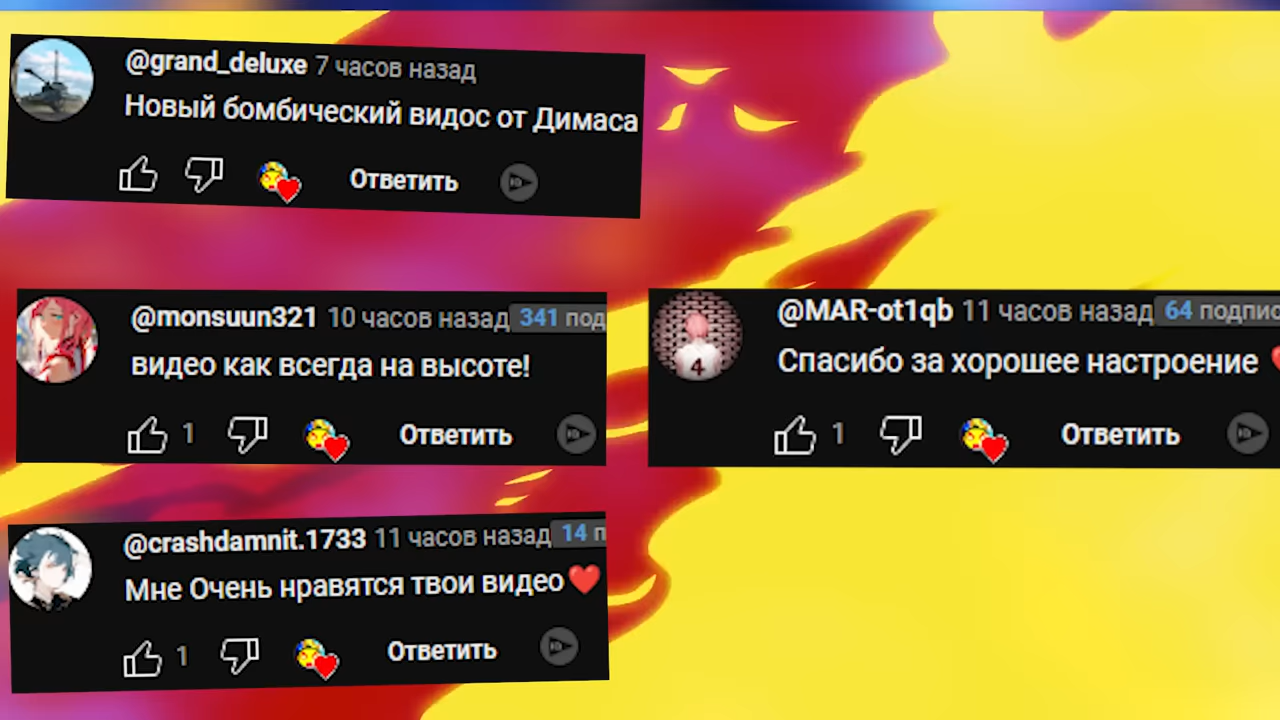 @grand_deluxe 7 часов назад
Новый бомбический видос от Димаса
Ответить
@monsuun321 10 часов назад 341 под
видео как всегда на высоте!
1 Ответить
@MAR-ot1qb 11 часов назад 64 подпис
Спасибо за хорошее настроение
4
1 Ответить
@crashdamnit.1733 11 часов назад 14 п
Мне Очень нравятся твои видео❤️
1 Ответить